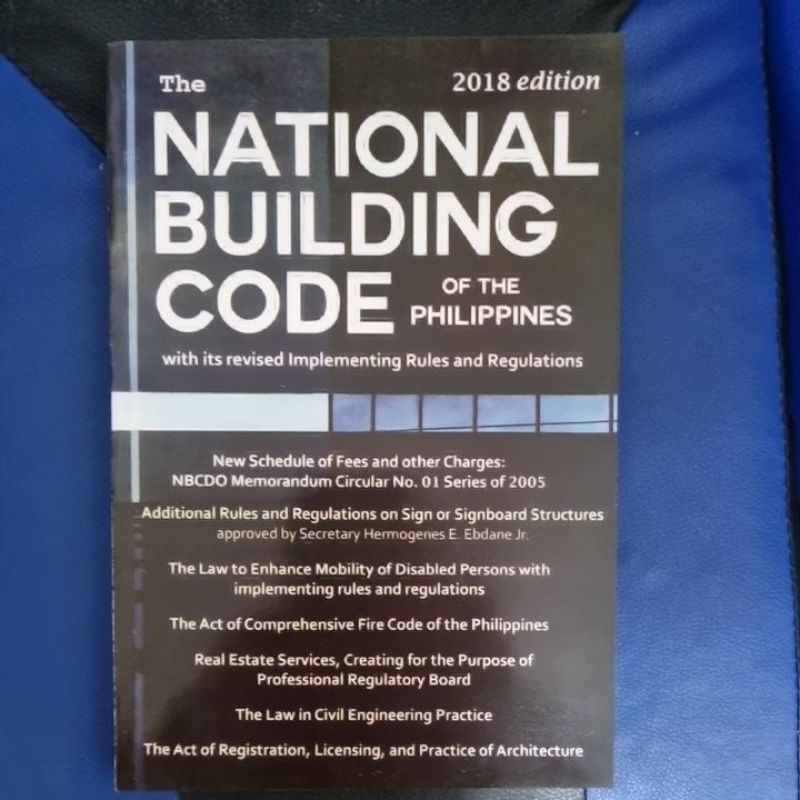 The 2018 edition
NATIONAL
BUILDING
CODE OF THE
PHILIPPINES
with its revised Implementing Rules and Regulations
New Schedule of Fees and other Charges:
NBCDO Memorandum Circular No. 01 Series of 2005
Additional Rules and Regulations on Sign or Signboard Structures
approved by Secretary Hermogenes E. Ebdane Jr.
The Law to Enhance Mobility of Disabled Persons with
implementing rules and regulations
The Act of Comprehensive Fire Code of the Philippines
Real Estate Services, Creating for the Purpose of
Professional Regulatory Board
The Law in Civil Engineering Practice
The Act of Registration, Licensing, and Practice of Architecture